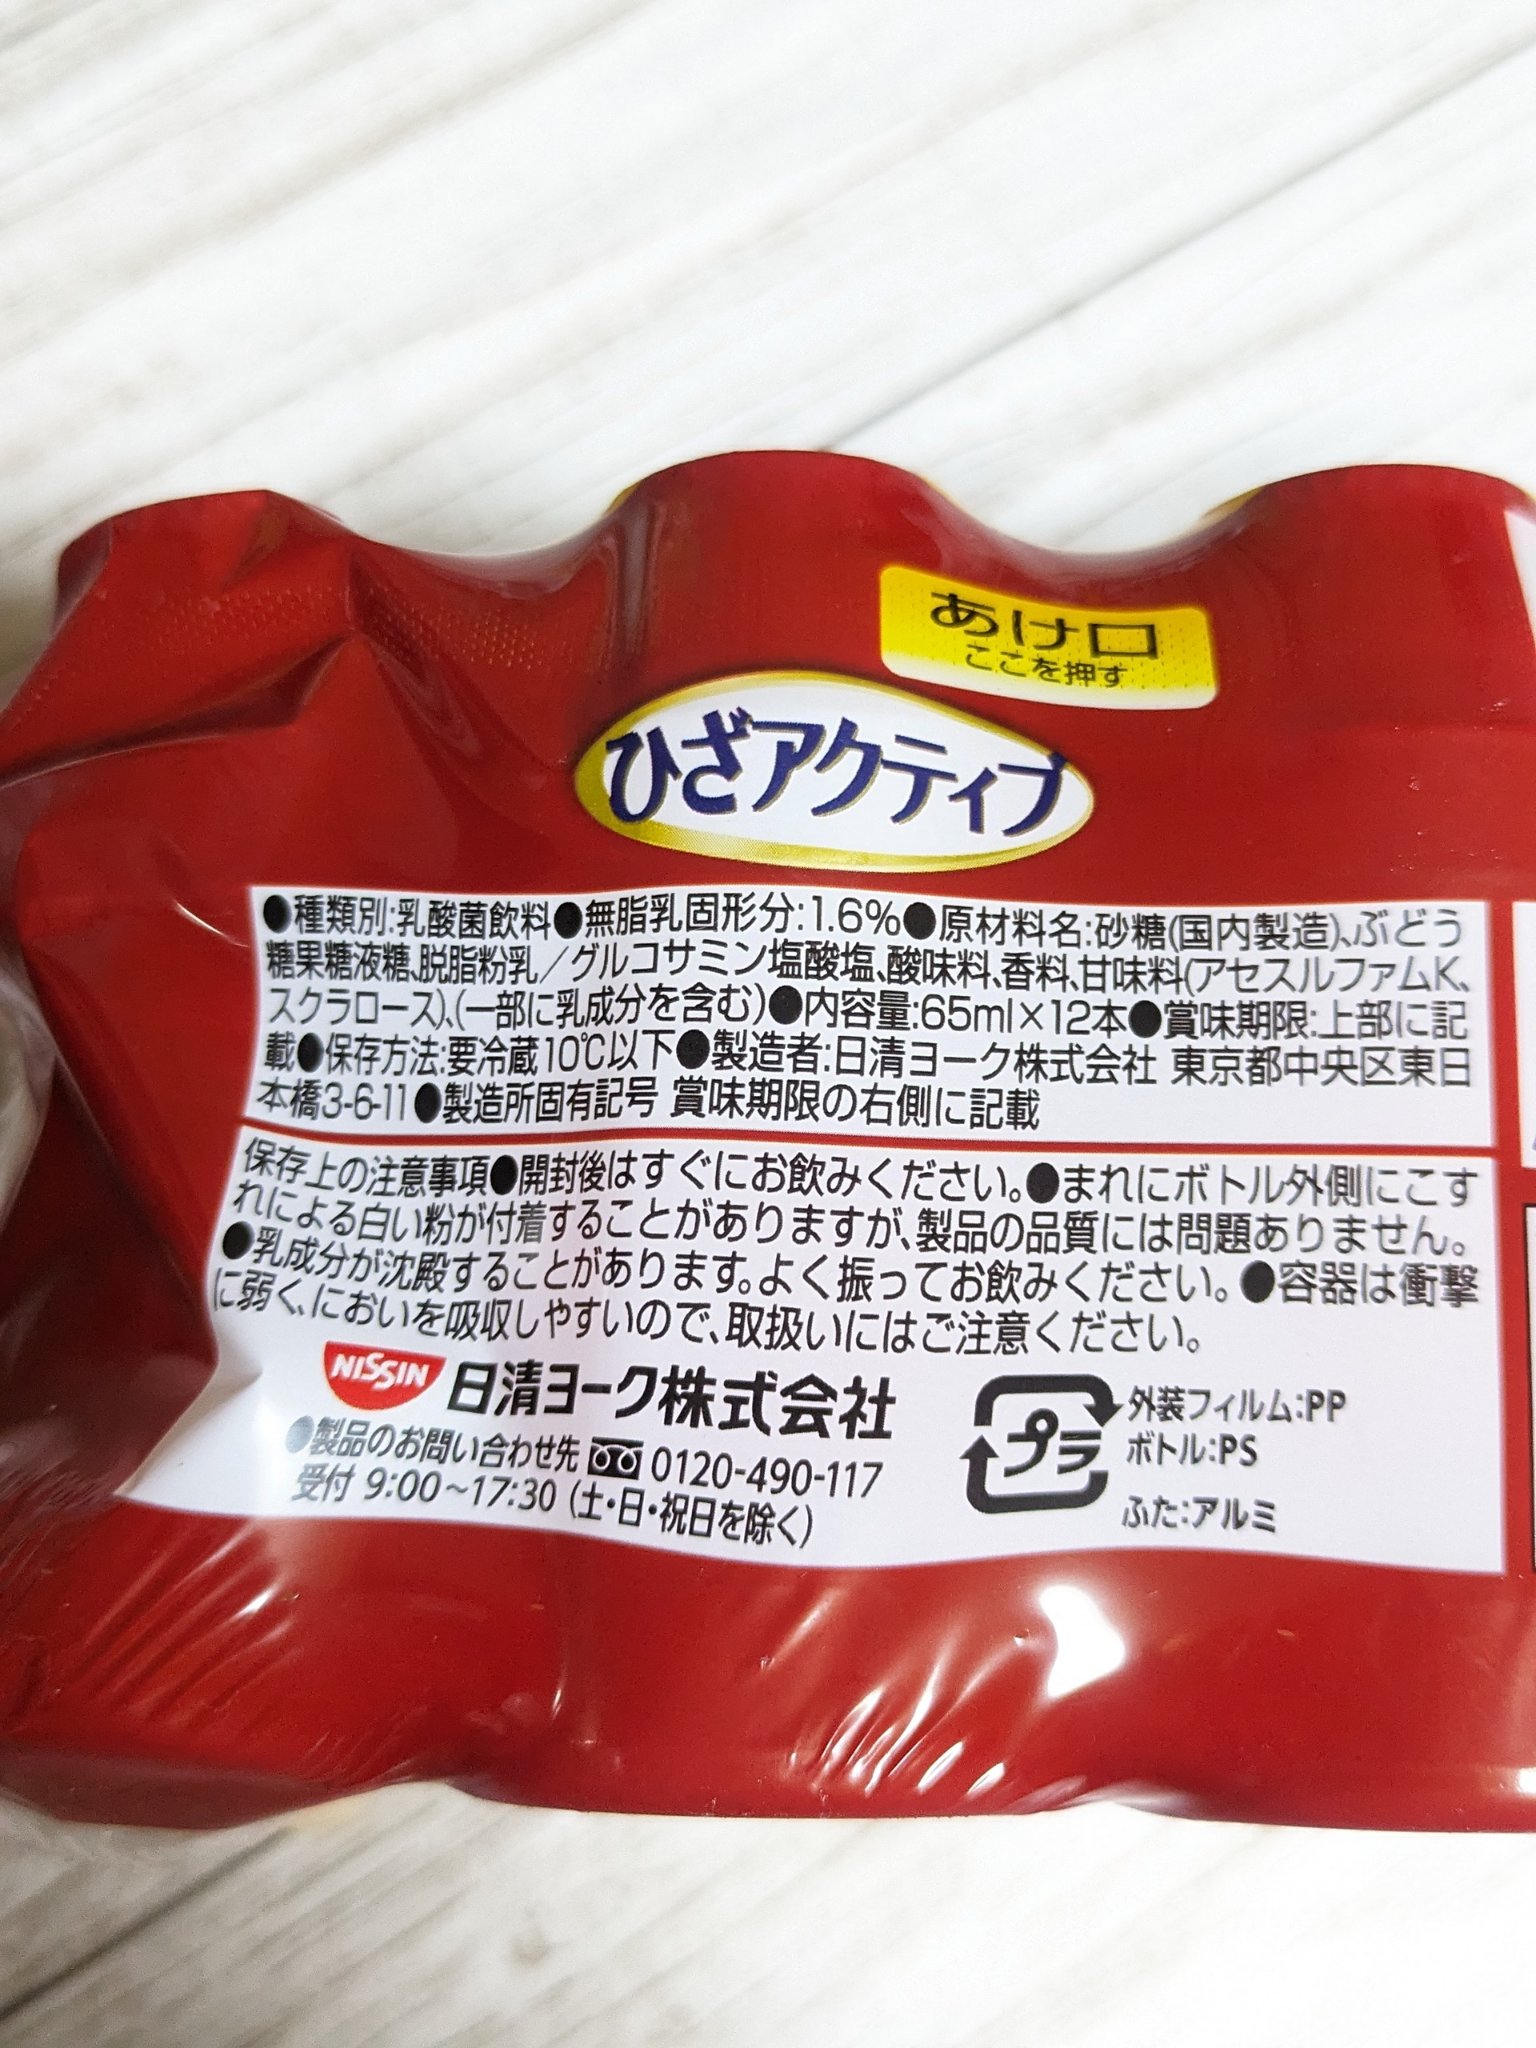 あけ口
ここを押す
ひざアクティブ
●種類別:乳酸菌飲料●無脂乳固形分:1.6%●原材料名:砂糖(国内製造)、ぶどう
糖果糖液糖、脱脂粉乳/グルコサミン塩酸塩、酸味料、香料、甘味料(アセスルファムK、
スクラロース)、(一部に乳成分を含む)●内容量:65ml×12本●賞味期限:上部に記
載●保存方法:要冷蔵10℃以下●製造者:日清ヨーク株式会社 東京都中央区東日
本橋3-6-11●製造所固有記号 賞味期限の右側に記載
保存上の注意事項●開封後はすぐにお飲みください。●まれにボトル外側にこす
れによる白い粉が付着することがありますが、製品の品質には問題ありません。
●乳成分が沈殿することがあります。よく振ってお飲みください。●容器は衝撃
に弱く、においを吸収しやすいので、取扱いにはご注意ください。
NISSIN 日清ヨーク株式会社
●製品のお問い合わせ先 0120-490-117
受付 9:00~17:30 (土・日・祝日を除く)
プラ
外装フィルム:PP
ボトル:PS
ふた:アルミ